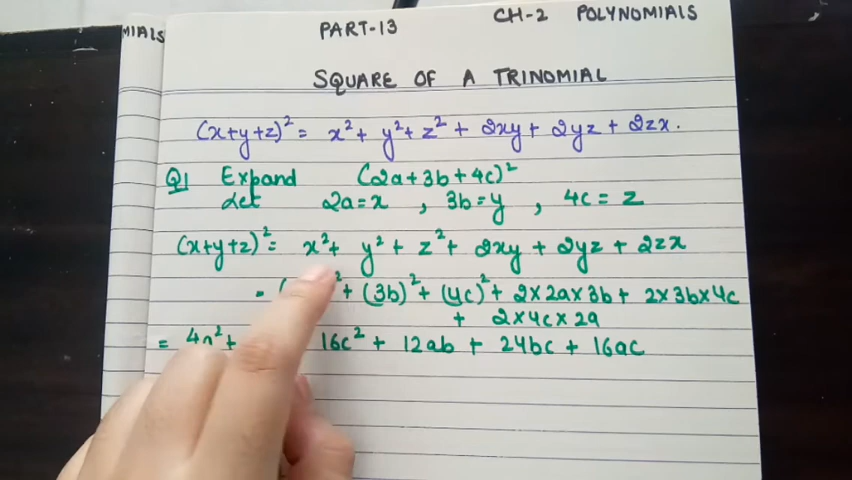 MIALS PART-13 CH-2 POLYNOMIALS
SQUARE OF A TRINOMIAL
(x+y+z)² = x² + y² + z² + 2xy + 2yz + 2zx.
Q1 Expand (2a+3b+4c)²
Let 2a=x , 3b=y , 4c=z
(x+y+z)² = x² + y² + z² + 2xy + 2yz + 2zx
= ( ² + (3b)² + (4c)² + 2×2a×3b + 2×3b×4c
+ 2×4c×2a
= 4a² + 16c² + 12ab + 24bc + 16ac